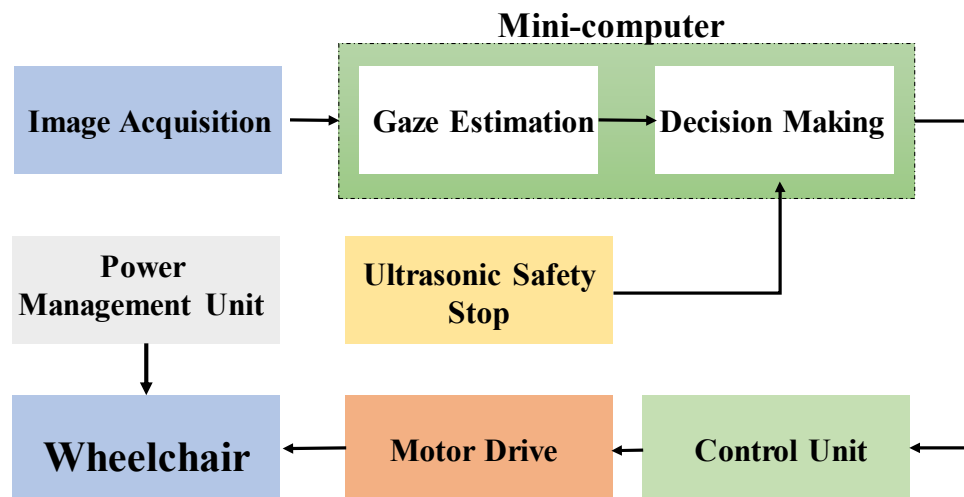 Mini-computer
Image Acquisition
Gaze Estimation
Decision Making
Power
Management Unit
Ultrasonic Safety
Stop
Wheelchair
Motor Drive
Control Unit